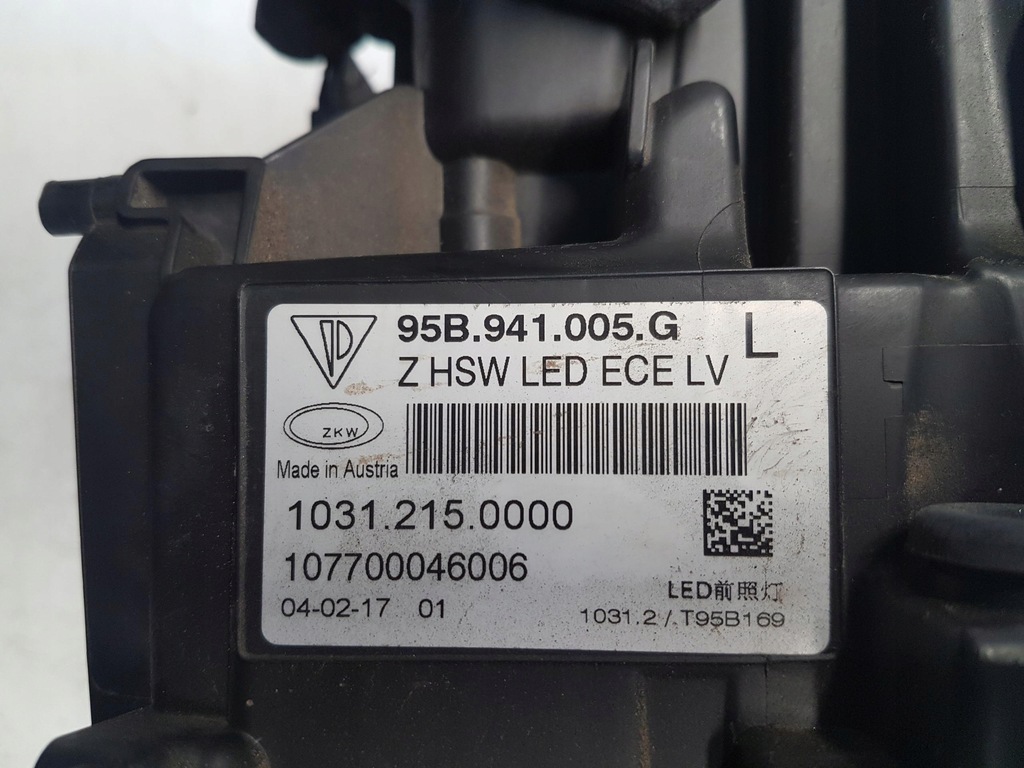 95B.941.005.G L
Z HSW LED ECE LV
ZKW
Made in Austria
1031.215.0000
107700046006
LED前照灯
04-02-17 01
1031.2 / T95B169